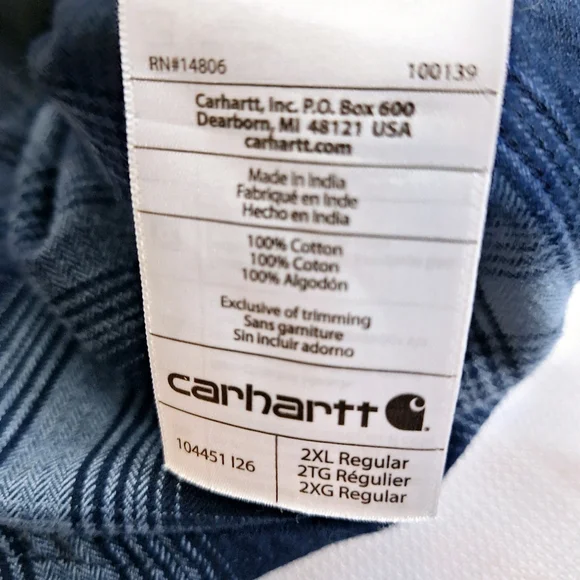 RN#14806 100139
Carhartt, Inc. P.O. Box 600
Dearborn, MI 48121 USA
carhartt.com
Made in India
Fabriqué en Inde
Hecho en India
100% Cotton
100% Coton
100% Algodón
Exclusive of trimming
Sans garniture
Sin incluir adorno
carhartt
104451 I26
2XL Regular
2TG Régulier
2XG Regular